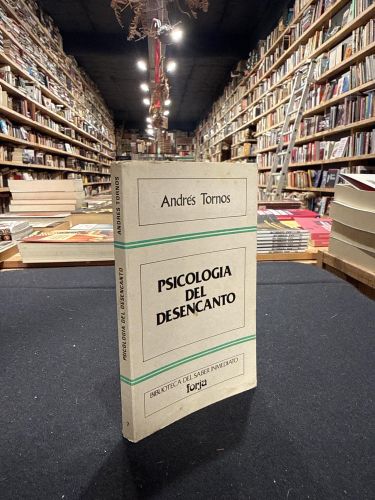 Andrés Tornos
PSICOLOGIA
DEL
DESENCANTO
BIBLIOTECA DEL SABER INMEDIATO
forja
ANDRES TORNOS
PSICOLOGIA DEL DESENCANTO